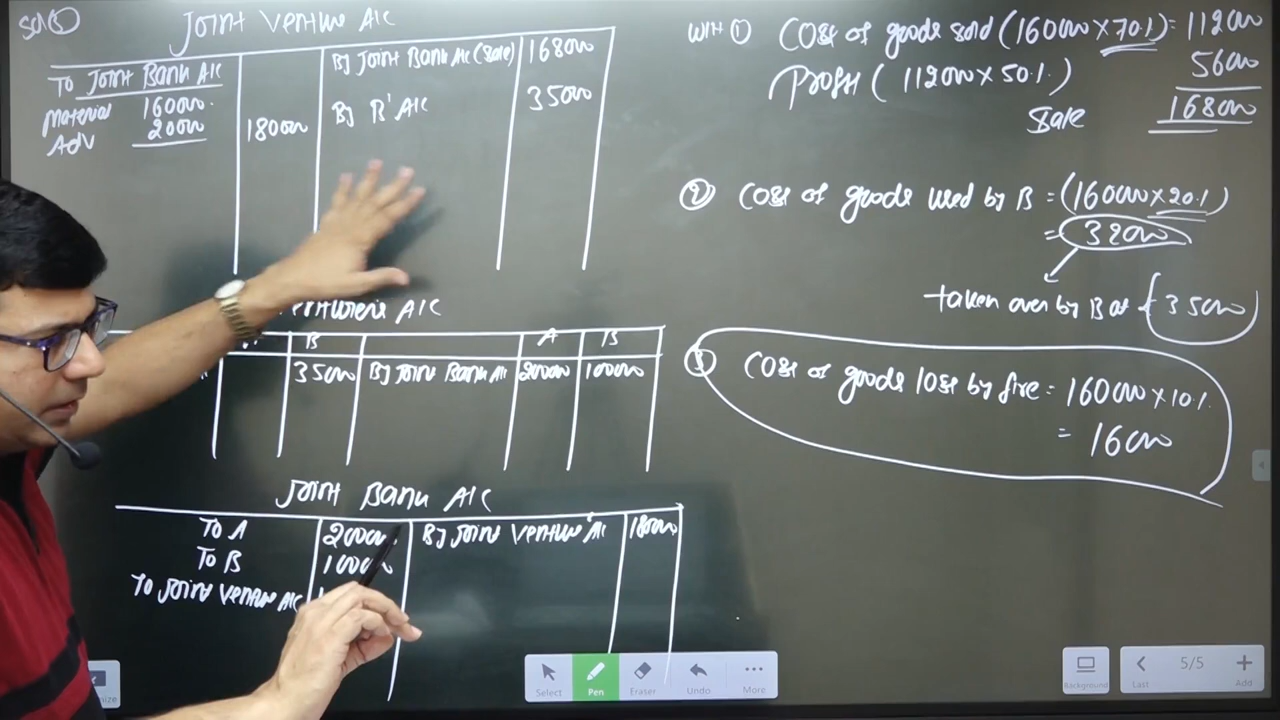 Joint Venture A/C
To Joint Bank A/C
Material 160000
Adv 20000
180000
By Joint Bank A/C (Sale) 168000
By B' A/C 35000
A/C
B A B
35000 By Joint Bank A/C 200000 100000
Joint Bank A/C
To A 200000 By Joint Venture A/C 180000
To B 100000
To Joint Venture A/C
WN ① Cost of goods sold (160000 × 70%) = 112000
Profit (112000 × 50%) 56000
Sale 168000
② Cost of goods used by B = (160000 × 20%)
= 32000
taken over by B at 35000
③ Cost of goods loss by fire = 160000 × 10%
= 16000
Select Pen Eraser Undo More
Background
Last 5/5 Add